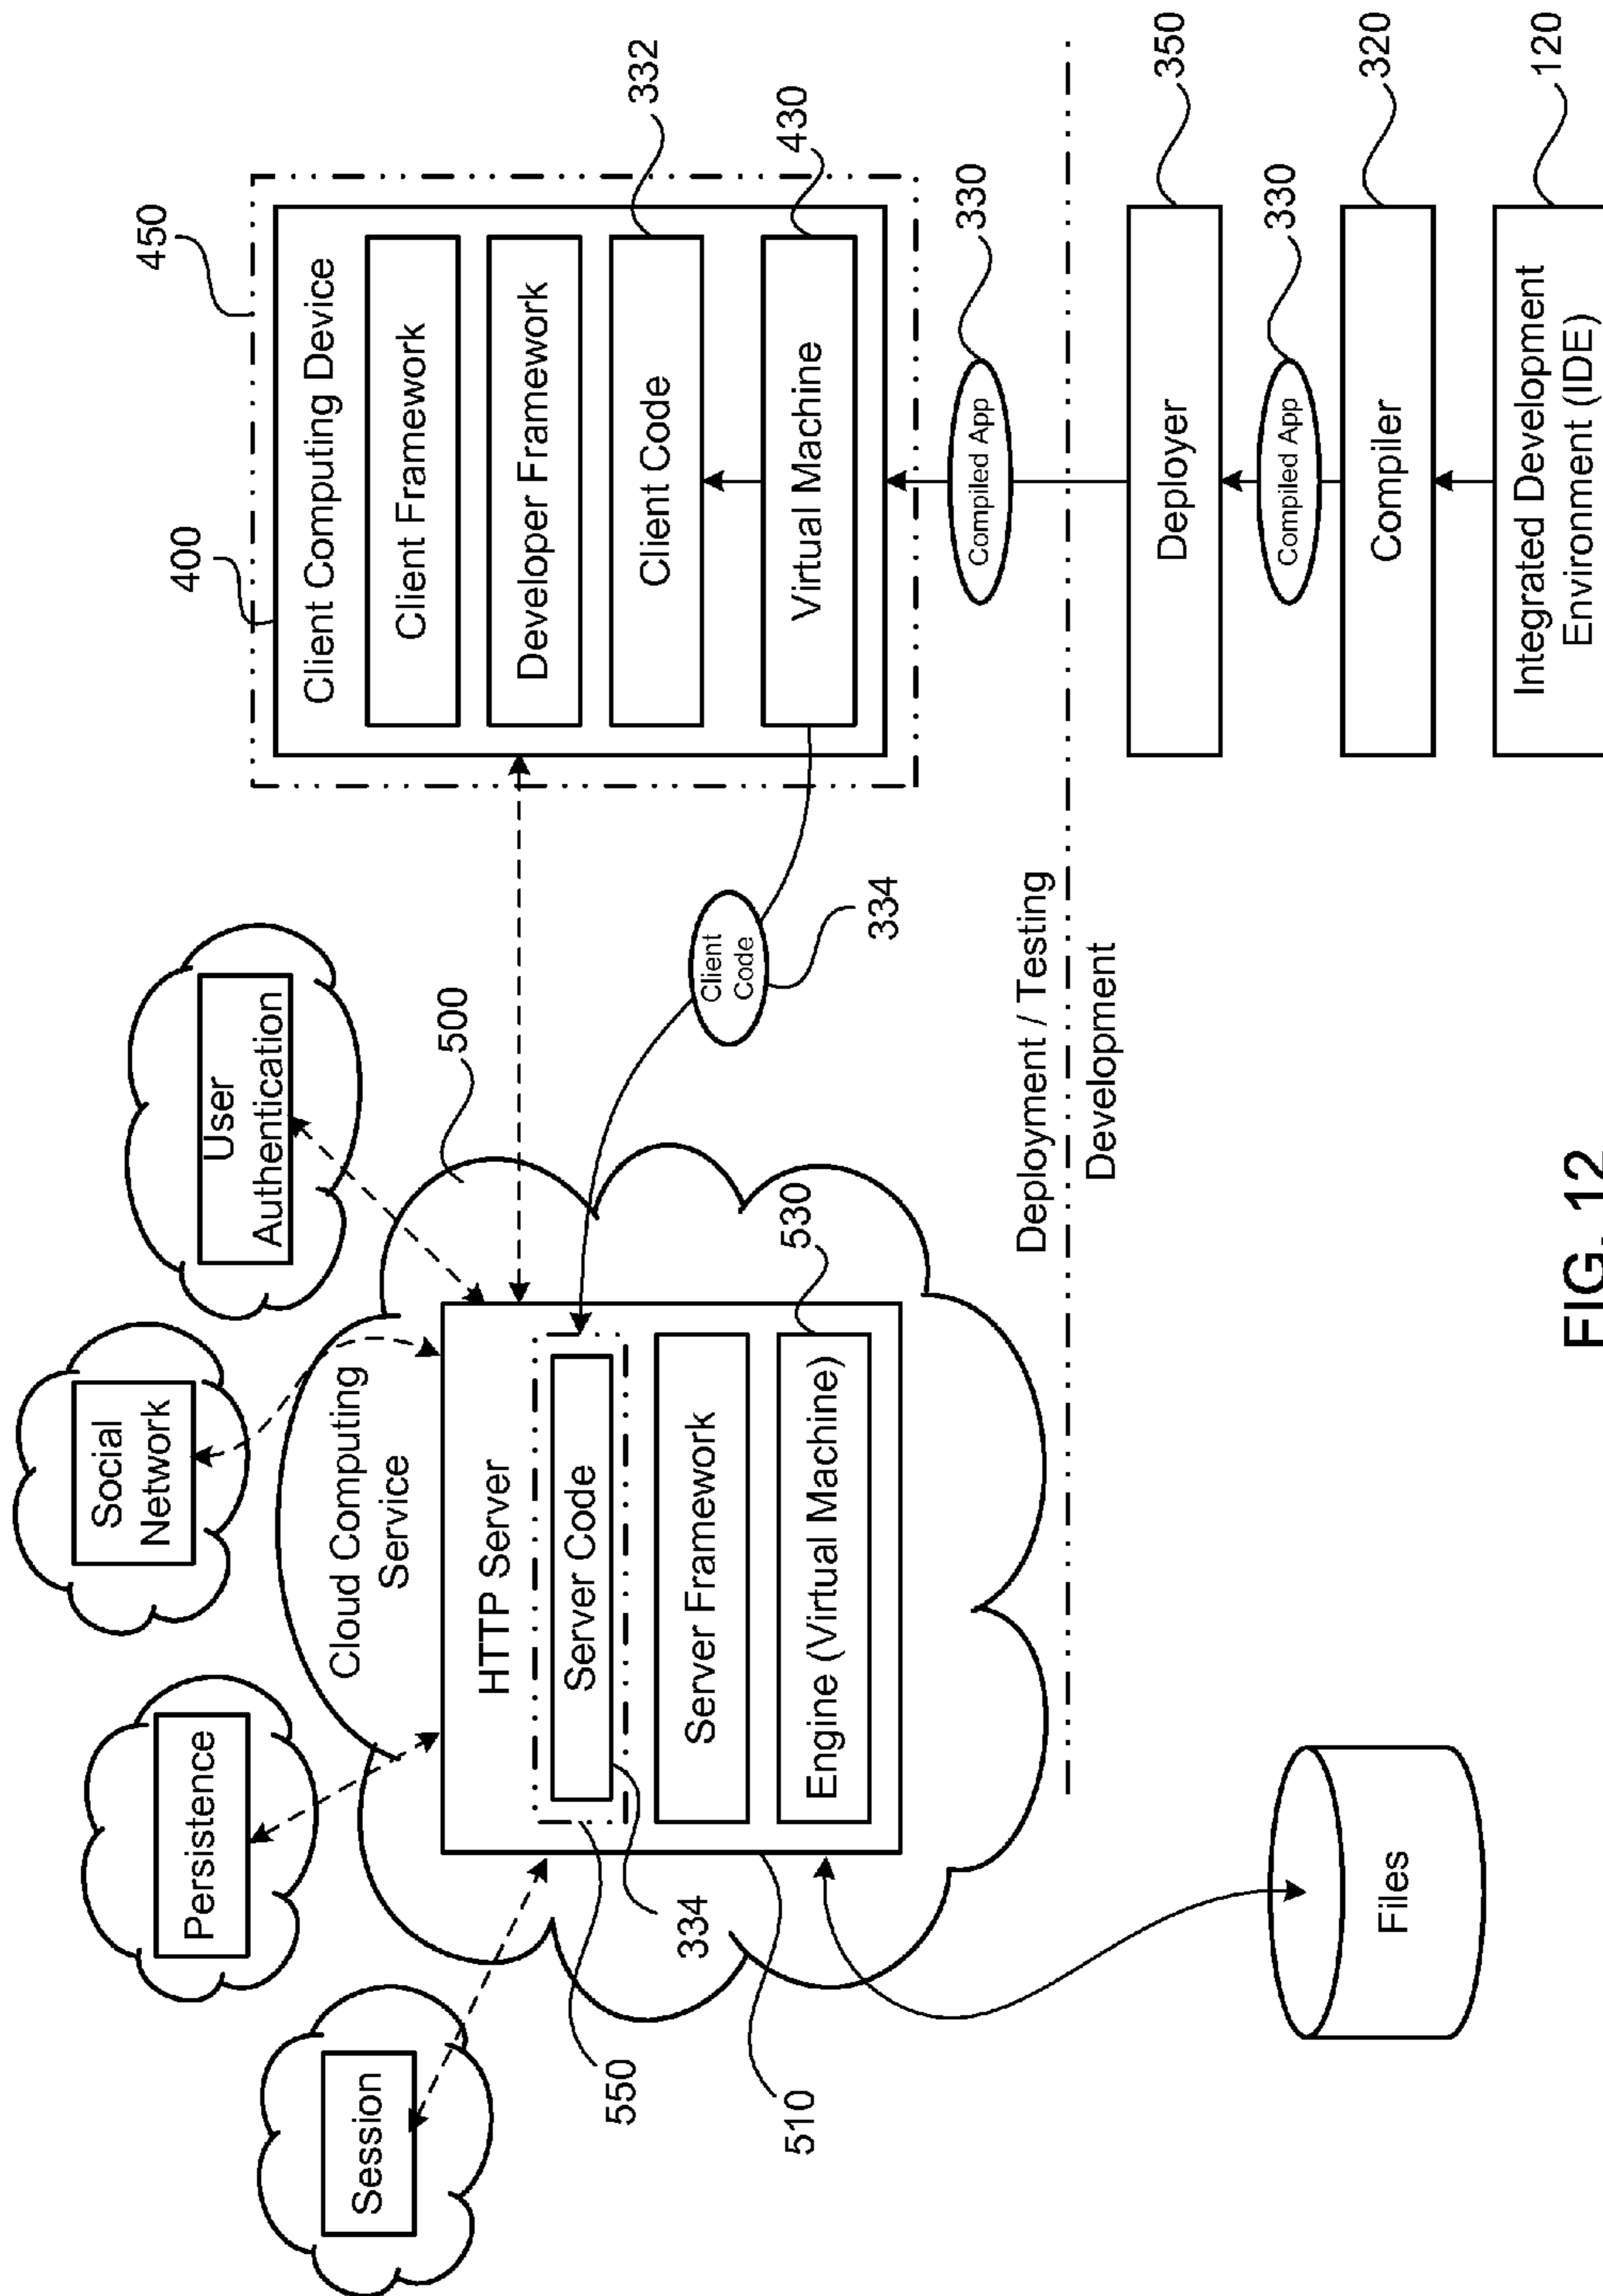 Session
Persistence
Social
Network
User
Authentication
500
Cloud Computing
Service
HTTP Server
Server Code
Server Framework
Engine (Virtual Machine)
550
334
510
530
Files
Client
Code
334
400
450
Client Computing Device
Client Framework
Developer Framework
Client Code
332
Virtual Machine
430
Compiled App
330
Deployment / Testing
Development
Deployer
350
Compiled App
330
Compiler
320
Integrated Development
Environment (IDE)
120
FIG. 12